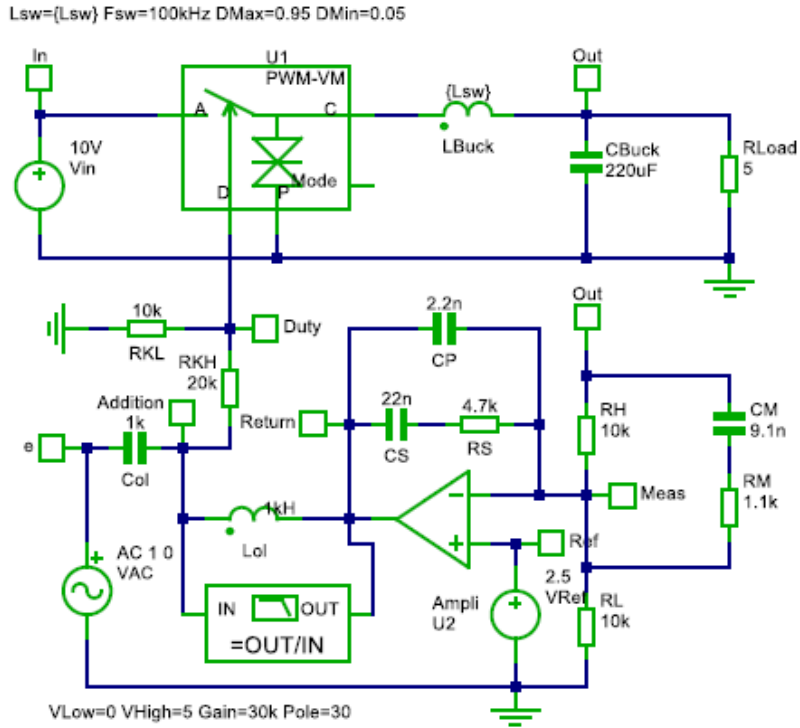 Lsw={Lsw} Fsw=100kHz DMax=0.95 DMin=0.05
In
U1
PWM-VM
Out
A
C
{Lsw}
LBuck
10V
Vin
CBuck
220uF
RLoad
5
D
P
Mode
10k
RKL
Duty
RKH
20k
2.2n
CP
Out
Addition
1k
Col
e
Return
22n
CS
4.7k
RS
RH
10k
CM
9.1n
Meas
RM
1.1k
1kH
Lol
Ref
AC 1 0
VAC
IN
OUT
=OUT/IN
Ampli
U2
2.5
VRef
RL
10k
VLow=0 VHigh=5 Gain=30k Pole=30